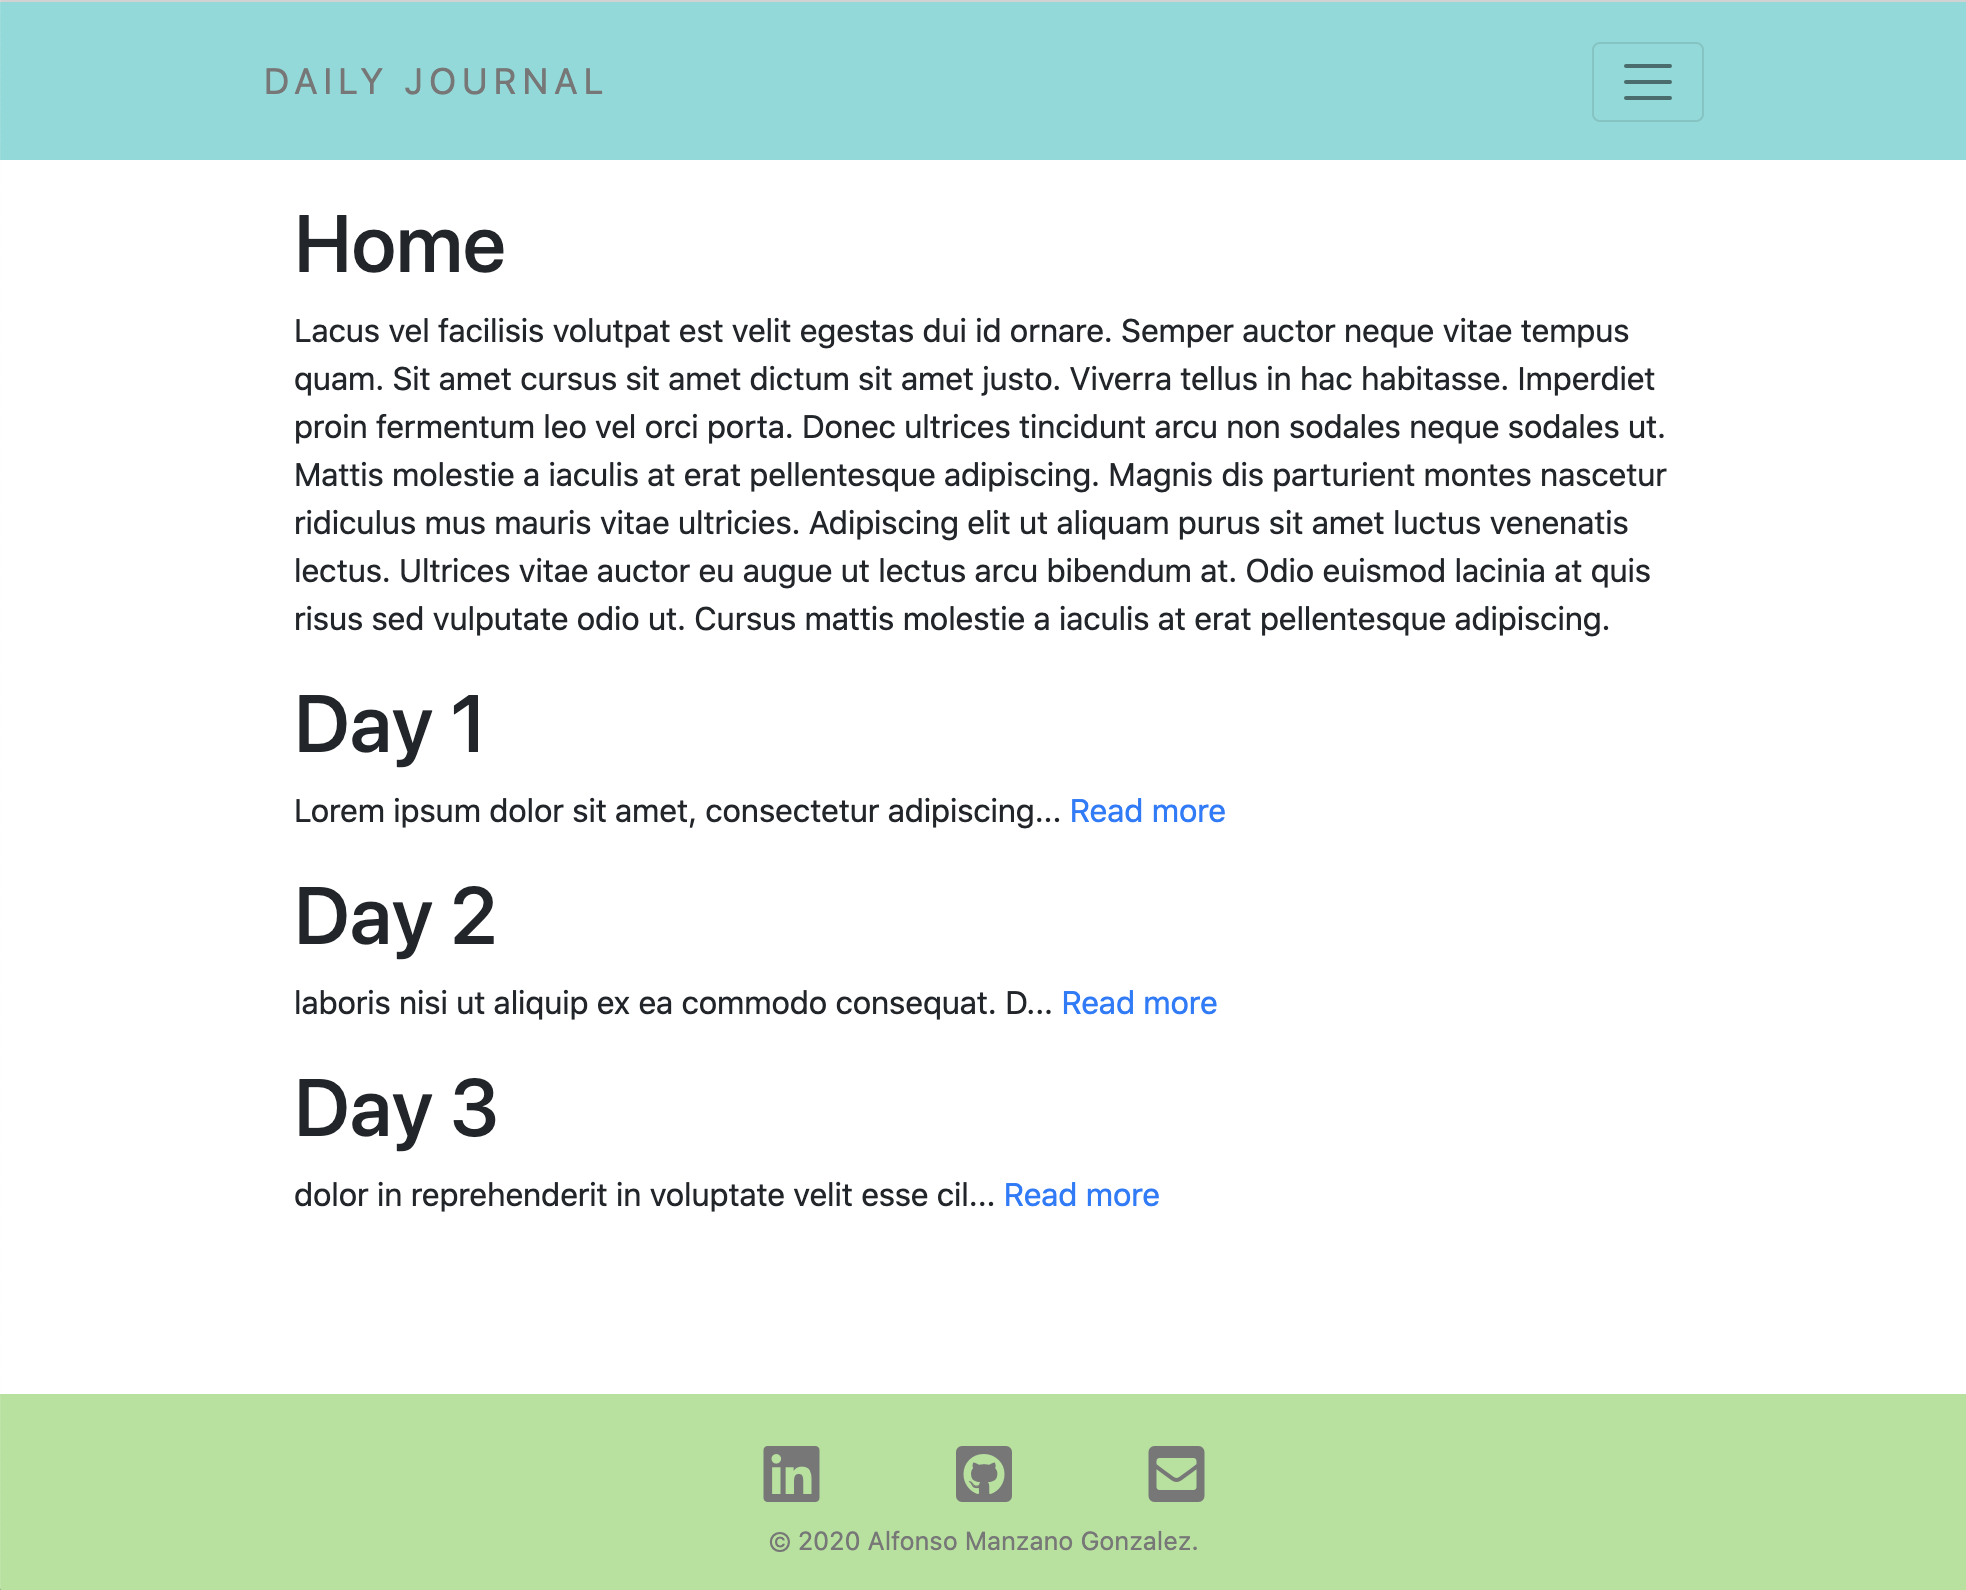 DAILY JOURNAL
Home
Lacus vel facilisis volutpat est velit egestas dui id ornare. Semper auctor neque vitae tempus
quam. Sit amet cursus sit amet dictum sit amet justo. Viverra tellus in hac habitasse. Imperdiet
proin fermentum leo vel orci porta. Donec ultrices tincidunt arcu non sodales neque sodales ut.
Mattis molestie a iaculis at erat pellentesque adipiscing. Magnis dis parturient montes nascetur
ridiculus mus mauris vitae ultricies. Adipiscing elit ut aliquam purus sit amet luctus venenatis
lectus. Ultrices vitae auctor eu augue ut lectus arcu bibendum at. Odio euismod lacinia at quis
risus sed vulputate odio ut. Cursus mattis molestie a iaculis at erat pellentesque adipiscing.
Day 1
Lorem ipsum dolor sit amet, consectetur adipiscing... Read more
Day 2
laboris nisi ut aliquip ex ea commodo consequat. D... Read more
Day 3
dolor in reprehenderit in voluptate velit esse cil... Read more
in
© 2020 Alfonso Manzano Gonzalez.